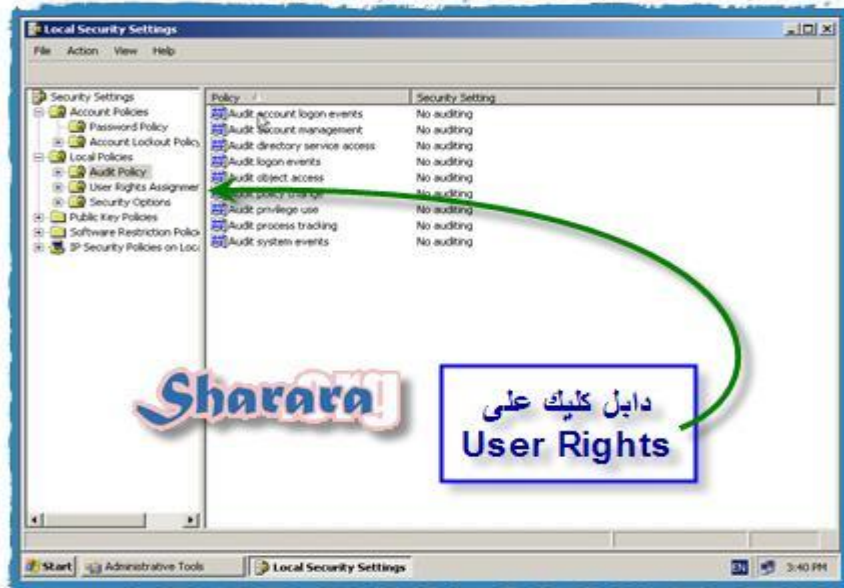 Local Security Settings
File Action View Help
Security Settings
Account Policies
Password Policy
Account Lockout Policy
Local Policies
Audit Policy
User Rights Assignmer
Security Options
Public Key Policies
Software Restriction Polici
IP Security Policies on Loca
Policy Security Setting
Audit account logon events No auditing
Audit account management No auditing
Audit directory service access No auditing
Audit logon events No auditing
Audit object access No auditing
Audit policy change No auditing
Audit privilege use No auditing
Audit process tracking No auditing
Audit system events No auditing
Sharara.org
دابل كليك على
User Rights
Start Administrative Tools Local Security Settings EN 3:40 PM